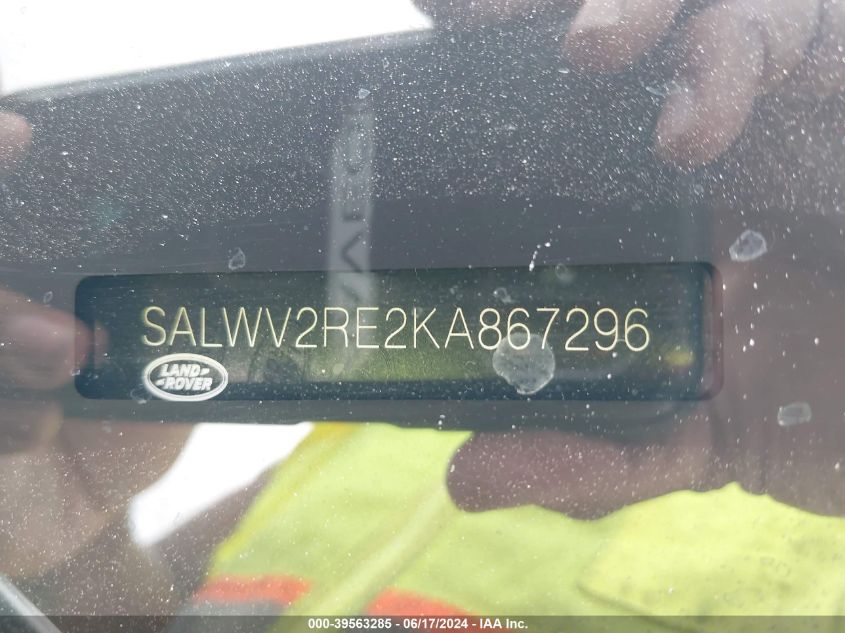 SALWV2RE2KA867296
LAND
ROVER
000-39563285 - 06/17/2024 - IAA Inc.